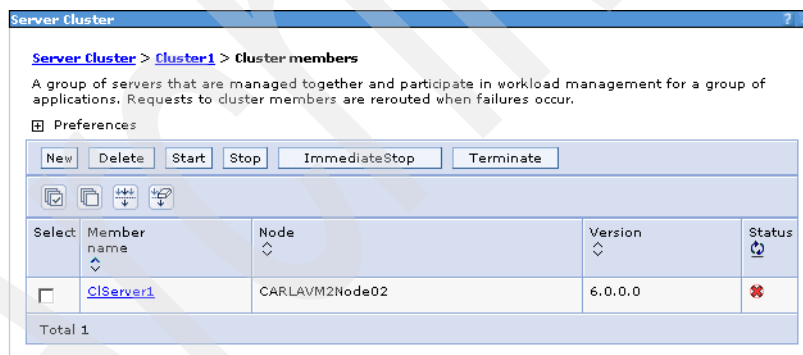 Server Cluster ?
Server Cluster > Cluster1 > Cluster members
A group of servers that are managed together and participate in workload management for a group of
applications. Requests to cluster members are rerouted when failures occur.
Preferences
New Delete Start Stop ImmediateStop Terminate
Select Member name Node Version Status
ClServer1 CARLAVM2Node02 6.0.0.0
Total 1